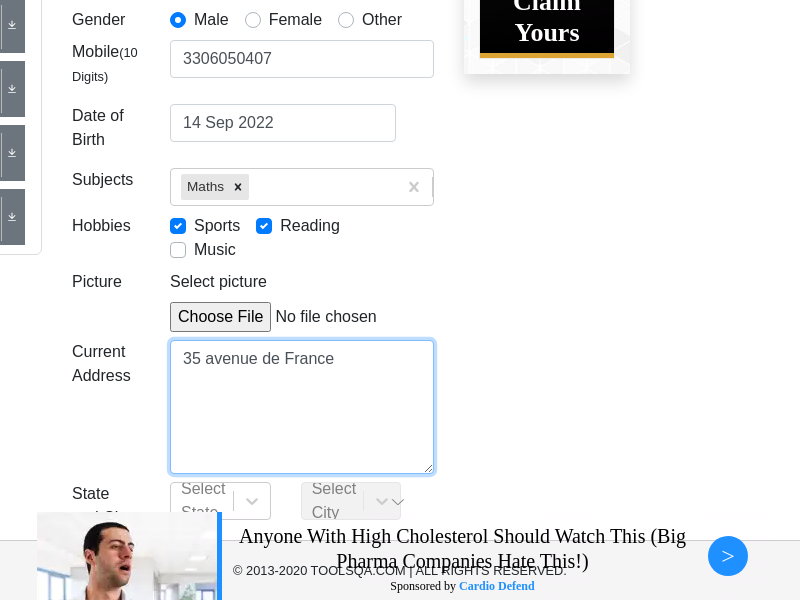 Gender Male Female Other
Claim
Yours
Mobile(10
Digits)
3306050407
Date of
Birth
14 Sep 2022
Subjects
Maths
Hobbies
Sports Reading
Music
Picture Select picture
Choose File No file chosen
Current
Address
35 avenue de France
State
Select
State
Select
City
Anyone With High Cholesterol Should Watch This (Big
Pharma Companies Hate This!)
© 2013-2020 TOOLSQA.COM | ALL RIGHTS RESERVED.
Sponsored by Cardio Defend